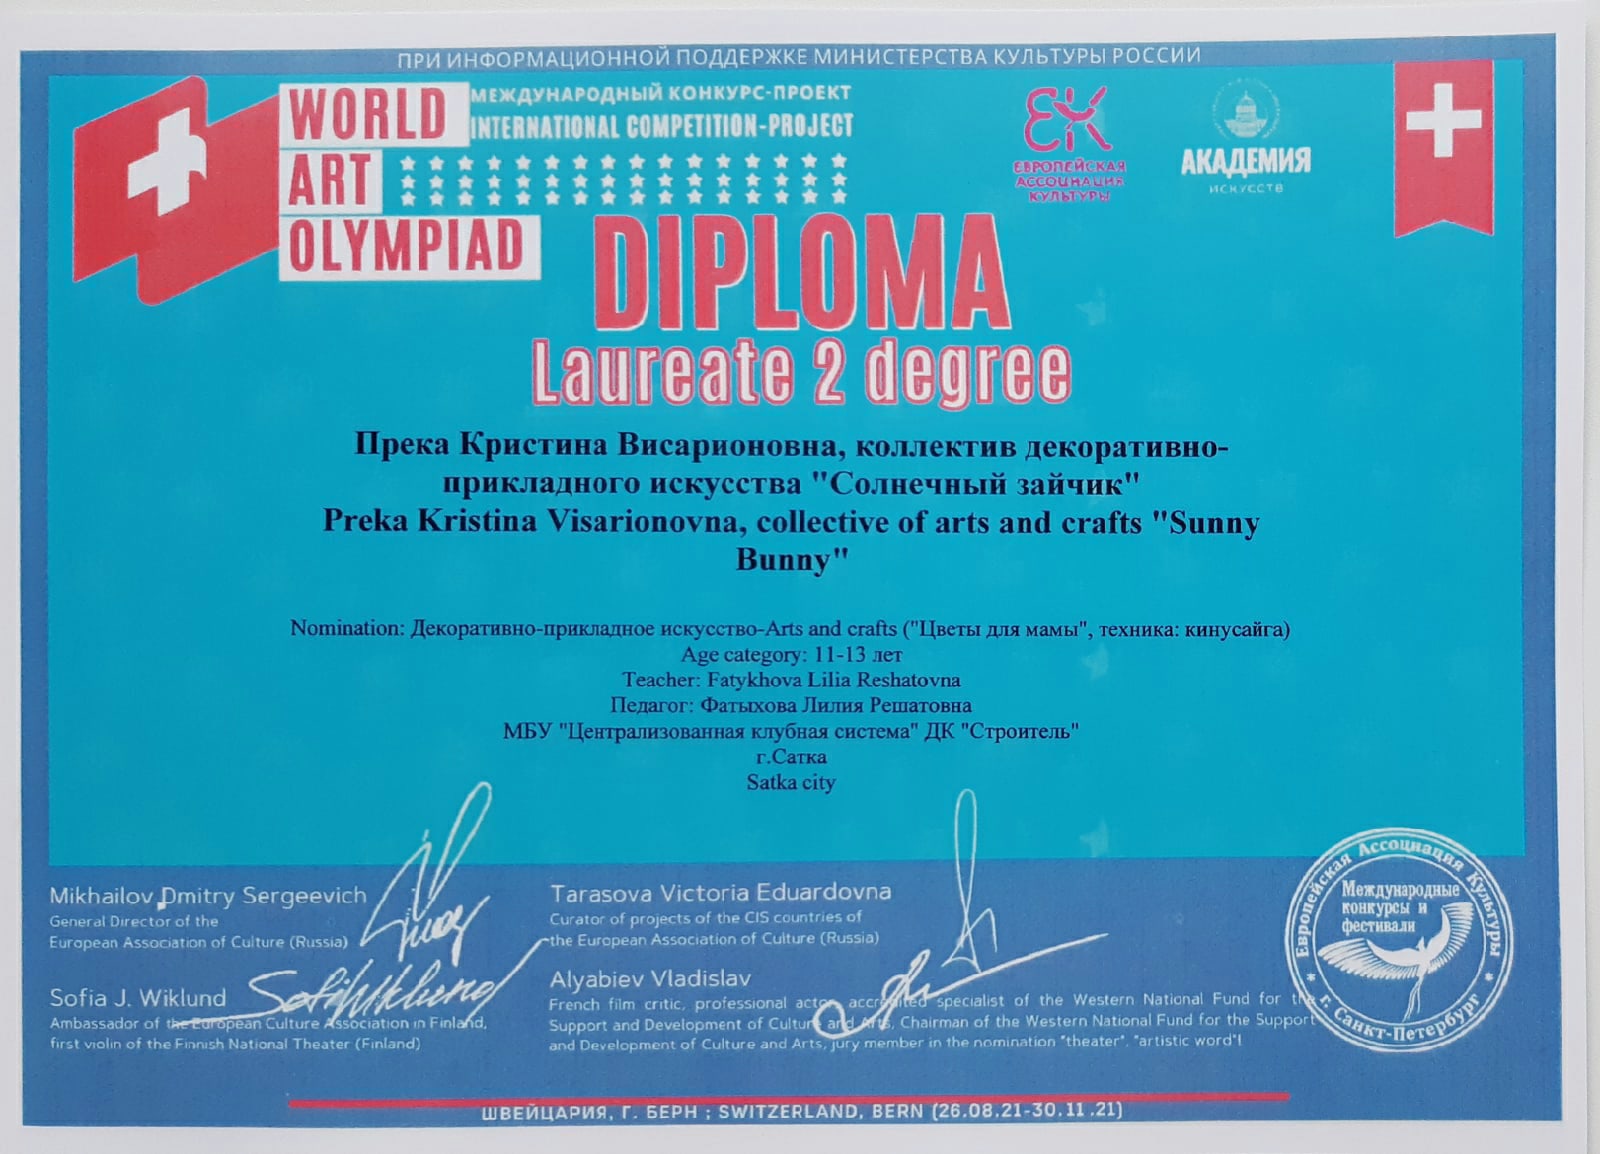 ПРИ ИНФОРМАЦИОННОЙ ПОДДЕРЖКЕ МИНИСТЕРСТВА КУЛЬТУРЫ РОССИИ
WORLD
ART
OLYMPIAD
МЕЖДУНАРОДНЫЙ КОНКУРС-ПРОЕКТ
INTERNATIONAL COMPETITION-PROJECT
ЕК
ЕВРОПЕЙСКАЯ
АССОЦИАЦИЯ
КУЛЬТУРЫ
АКАДЕМИЯ
ИСКУССТВ
DIPLOMA
Laureate 2 degree
Прека Кристина Висарионовна, коллектив декоративно-
прикладного искусства "Солнечный зайчик"
Preka Kristina Visarionovna, collective of arts and crafts "Sunny
Bunny"
Nomination: Декоративно-прикладное искусство-Arts and crafts ("Цветы для мамы", техника: кинусайга)
Age category: 11-13 лет
Teacher: Fatykhova Lilia Reshatovna
Педагог: Фатыхова Лилия Решатовна
МБУ "Централизованная клубная система" ДК "Строитель"
г.Сатка
Satka city
Mikhailov Dmitry Sergeevich
General Director of the
European Association of Culture (Russia)
Sofia J. Wiklund
Ambassador of the European Culture Association in Finland,
first violin of the Finnish National Theater (Finland)
Tarasova Victoria Eduardovna
Curator of projects of the CIS countries of
the European Association of Culture (Russia)
Alyabiev Vladislav
French film critic, professional actor, accredited specialist of the Western National Fund for the
Support and Development of Culture and Arts, Chairman of the Western National Fund for the Support
and Development of Culture and Arts, jury member in the nomination "theater", "artistic word"!
Европейская Ассоциация Культуры
Международные
конкурсы и
фестивали
* г. Санкт-Петербург *
ШВЕЙЦАРИЯ, Г. БЕРН ; SWITZERLAND, BERN (26.08.21-30.11.21)